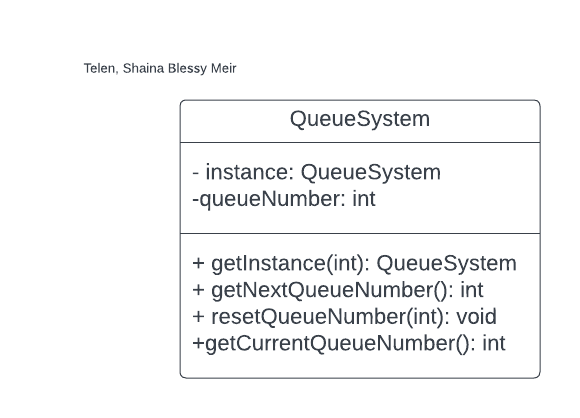 Telen, Shaina Blessy Meir
QueueSystem
- instance: QueueSystem
-queueNumber: int
+ getInstance(int): QueueSystem
+ getNextQueueNumber(): int
+ resetQueueNumber(int): void
+getCurrentQueueNumber(): int